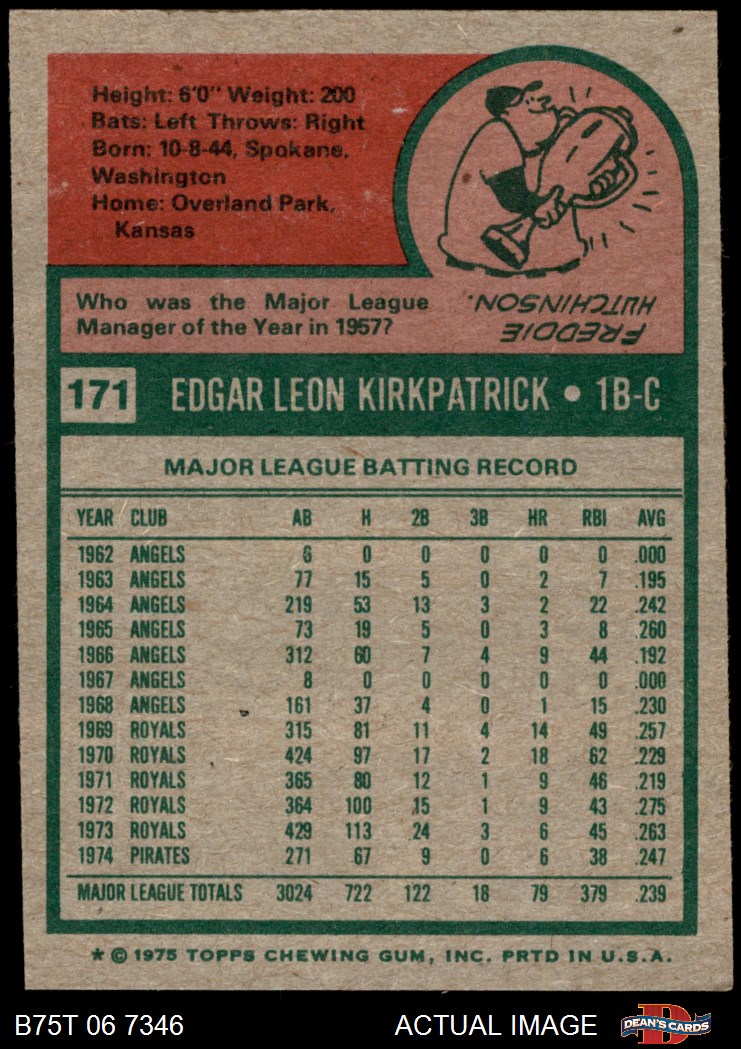 Height: 6'0" Weight: 200
Bats: Left Throws: Right
Born: 10-8-44, Spokane,
Washington
Home: Overland Park,
Kansas
Who was the Major League
Manager of the Year in 1957?
FREDDIE
HUTCHINSON.
171 EDGAR LEON KIRKPATRICK • 1B-C
MAJOR LEAGUE BATTING RECORD
YEAR CLUB AB H 2B 3B HR RBI AVG
1962 ANGELS 6 0 0 0 0 0 .000
1963 ANGELS 77 15 5 0 2 7 .195
1964 ANGELS 219 53 13 3 2 22 .242
1965 ANGELS 73 19 5 0 3 8 .260
1966 ANGELS 312 60 7 4 9 44 .192
1967 ANGELS 8 0 0 0 0 0 .000
1968 ANGELS 161 37 4 0 1 15 .230
1969 ROYALS 315 81 11 4 14 49 .257
1970 ROYALS 424 97 17 2 18 62 .229
1971 ROYALS 365 80 12 1 9 46 .219
1972 ROYALS 364 100 15 1 9 43 .275
1973 ROYALS 429 113 24 3 6 45 .263
1974 PIRATES 271 67 9 0 6 38 .247
MAJOR LEAGUE TOTALS 3024 722 122 18 79 379 .239
* © 1975 TOPPS CHEWING GUM, INC. PRTD IN U.S.A.
B75T 06 7346 ACTUAL IMAGE
D
DEAN'S CARDS